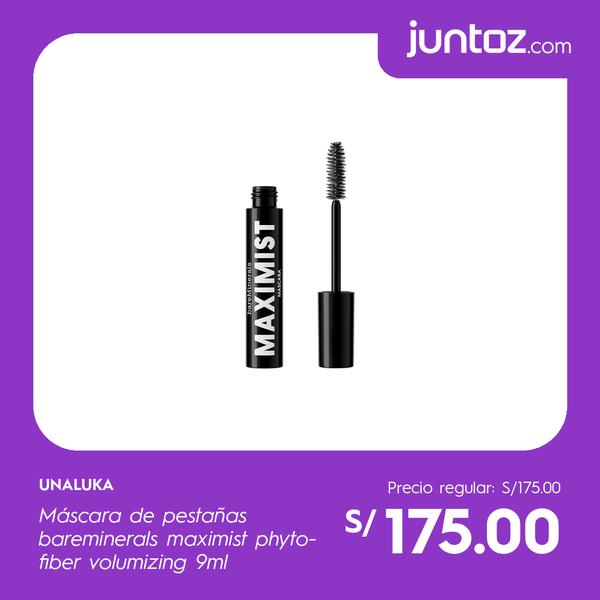 juntoz.com
bareMinerals
MAXIMIST
MASCARA
UNALUKA
Máscara de pestañas
bareminerals maximist phyto-
fiber volumizing 9ml
Precio regular: S/175.00
S/ 175.00